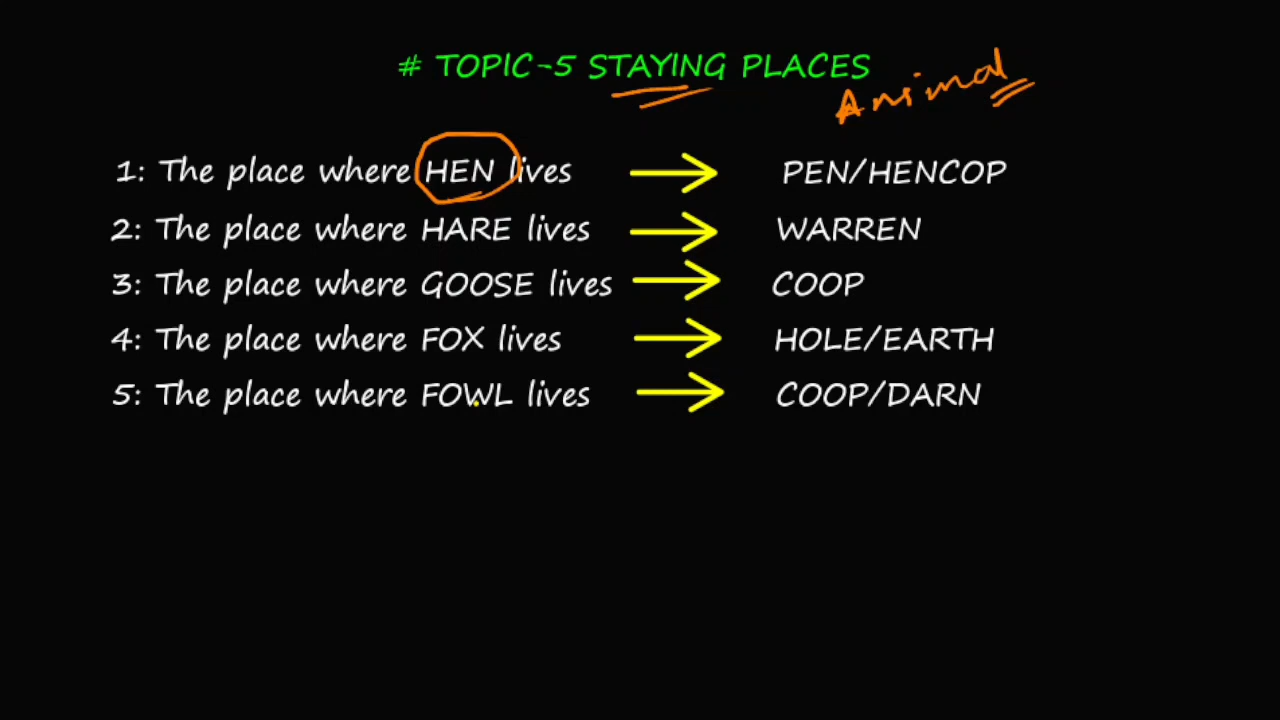 # TOPIC-5 STAYING PLACES
Animal
1: The place where HEN lives PEN/HENCOP
2: The place where HARE lives WARREN
3: The place where GOOSE lives COOP
4: The place where FOX lives HOLE/EARTH
5: The place where FOWL lives COOP/DARN